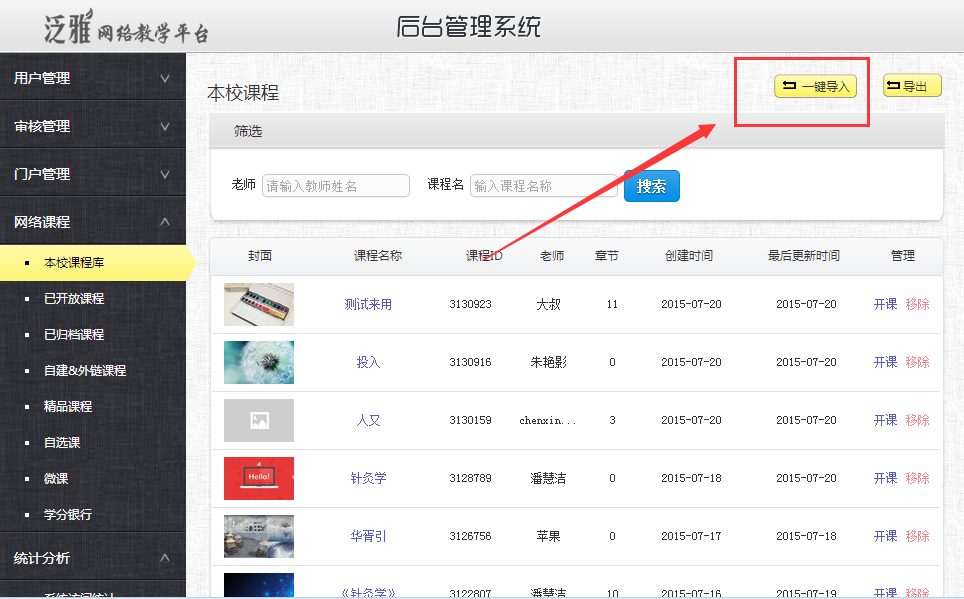 泛雅网络教学平台
后台管理系统
用户管理
审核管理
门户管理
网络课程
本校课程库
已开放课程
已归档课程
自建&外链课程
精品课程
自选课
微课
学分银行
统计分析
系统访问统计
本校课程
一键导入
导出
筛选
老师 请输入教师姓名 课程名 输入课程名称 搜索
封面 课程名称 课程ID 老师 章节 创建时间 最后更新时间 管理
测试来用 3130923 大叔 11 2015-07-20 2015-07-20 开课 移除
投入 3130916 朱艳影 0 2015-07-20 2015-07-20 开课 移除
人又 3130159 chenxin... 3 2015-07-20 2015-07-20 开课 移除
Hello!
针灸学 3128789 潘慧洁 0 2015-07-18 2015-07-20 开课 移除
华胥引 3126756 苹果 0 2015-07-17 2015-07-18 开课 移除
《针灸学》 3122807 潘慧洁 10 2015-07-16 2015-07-19 开课 移除